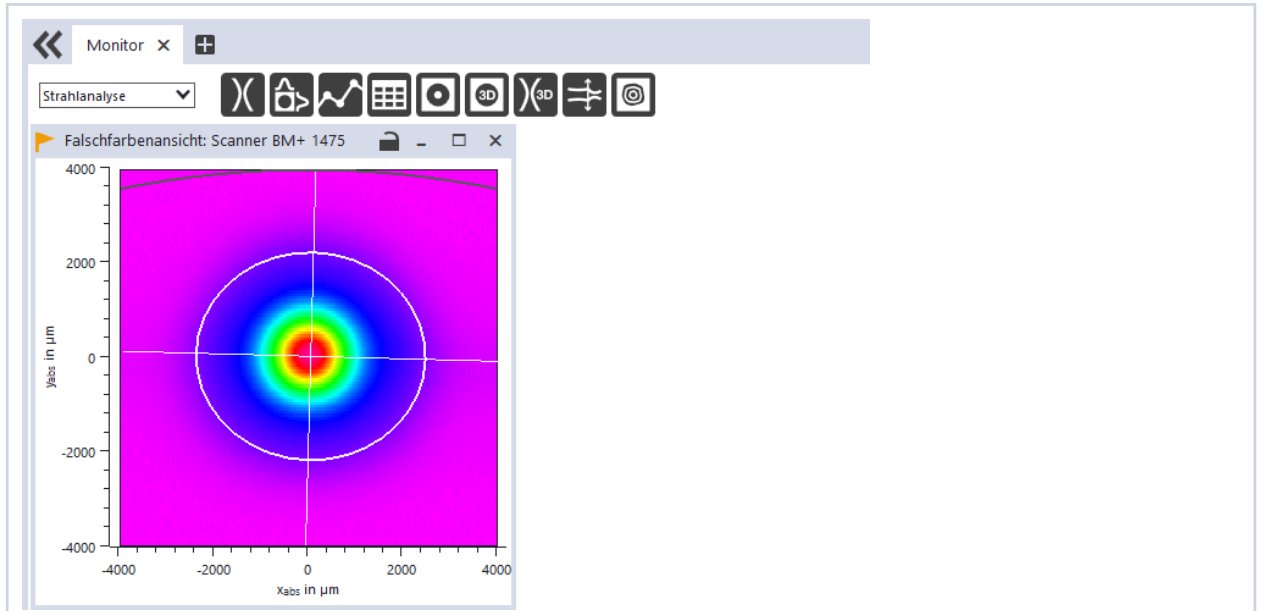 Monitor
Strahlanalyse
3D
3D
Falschfarbenansicht: Scanner BM+ 1475
4000
2000
0
-2000
-4000
yabs in µm
-4000 -2000 0 2000 4000
xabs in µm